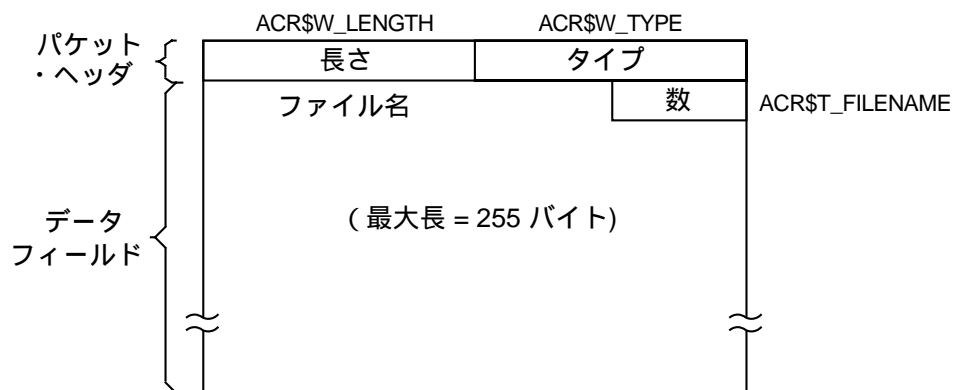 ACR$W_LENGTH ACR$W_TYPE
パケット
・ヘッダ
長さ タイプ
ファイル名 数 ACR$T_FILENAME
( 最大長 = 255 バイト)
データ
フィールド